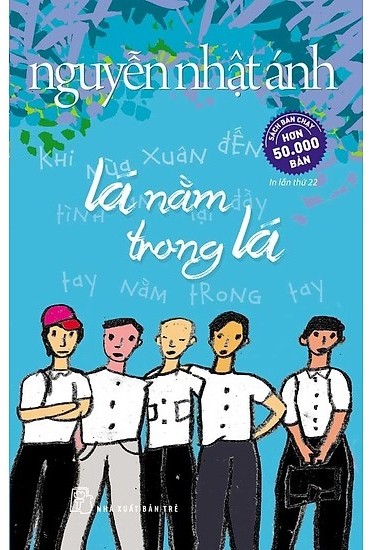 nguyễn nhật ánh
SÁCH BÁN CHẠY
HƠN
50.000
BẢN
In lần thứ 22
KHI MÙA XUÂN ĐẾN
lá nằm
TÌNH LẠI ĐẦY
trong lá
tay NẰM tRONG tay
NHÀ XUẤT BẢN TRẺ